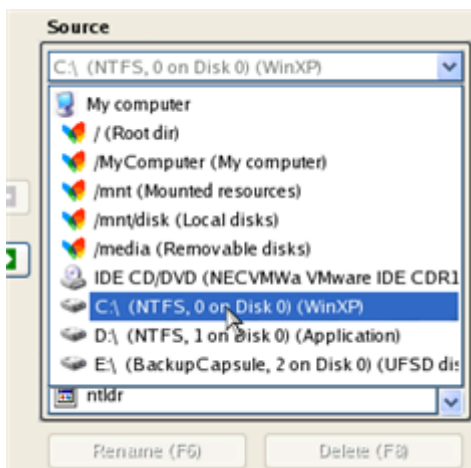 Source
C:\ (NTFS, 0 on Disk 0) (WinXP)
My computer
/ (Root dir)
/MyComputer (My computer)
/mnt (Mounted resources)
/mnt/disk (Local disks)
/media (Removable disks)
IDE CD/DVD (NECVMWa VMware IDE CDR1
C:\ (NTFS, 0 on Disk 0) (WinXP)
D:\ (NTFS, 1 on Disk 0) (Application)
E:\ (BackupCapsule, 2 on Disk 0) (UFSD dis
ntldr
Rename (F6) Delete (F8)